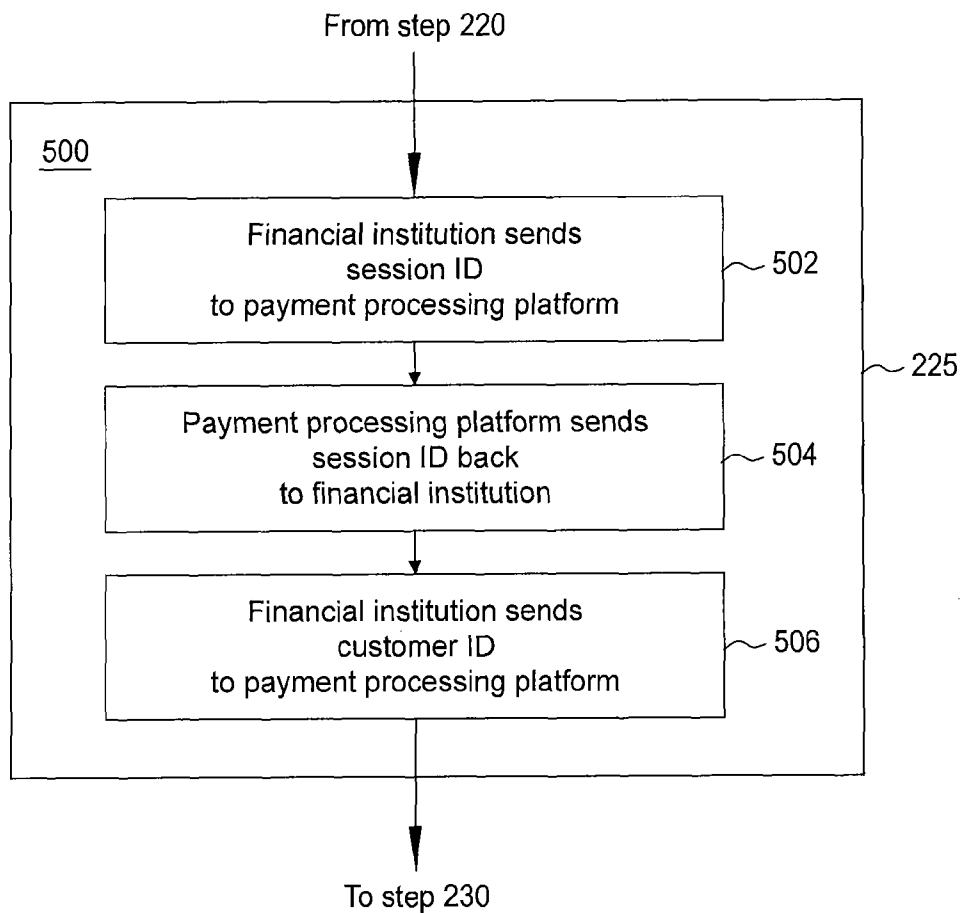 From step 220
500
Financial institution sends
session ID
to payment processing platform
502
225
Payment processing platform sends
session ID back
to financial institution
504
Financial institution sends
customer ID
to payment processing platform
506
To step 230